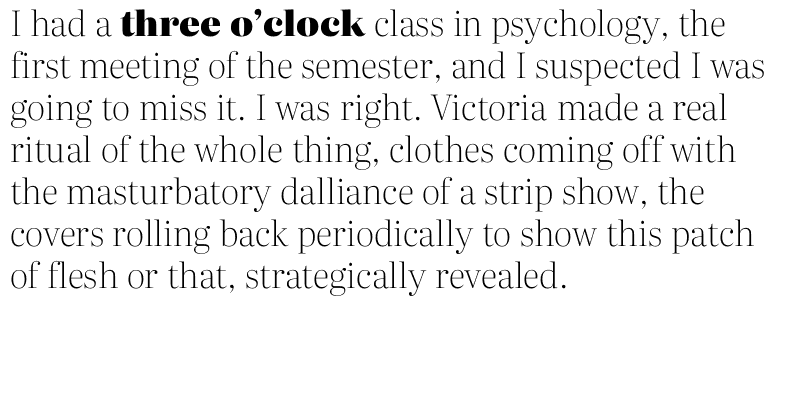 I had a three o’clock class in psychology, the
first meeting of the semester, and I suspected I was
going to miss it. I was right. Victoria made a real
ritual of the whole thing, clothes coming off with
the masturbatory dalliance of a strip show, the
covers rolling back periodically to show this patch
of flesh or that, strategically revealed.